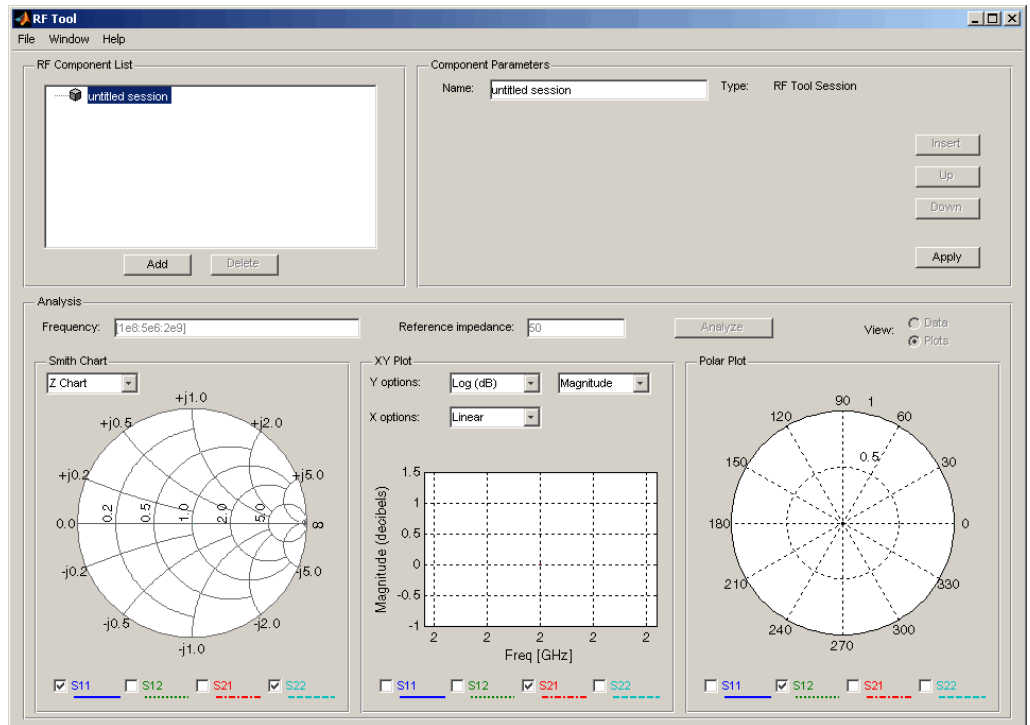 RF Tool
File Window Help
RF Component List
untitled session
Add Delete
Component Parameters
Name: untitled session Type: RF Tool Session
Insert
Up
Down
Apply
Analysis
Frequency: [1e8:5e6:2e9] Reference impedance: 50 Analyze View: Data
Plots
Smith Chart
Z Chart
+j1.0
+j0.5 +j2.0
+j0.2 +j5.0
0.0 0.2 0.5 1.0 2.0 5.0 ∞
-j0.2 -j5.0
-j0.5 -j2.0
-j1.0
S11 S12 S21 S22
XY Plot
Y options: Log (dB) Magnitude
X options: Linear
1.5
1
0.5
0
-0.5
-1
Magnitude (decibels)
2 2 2 2 2
Freq [GHz]
S11 S12 S21 S22
Polar Plot
90 1
120 60
150 0.5 30
180 0
210 330
240 300
270
S11 S12 S21 S22